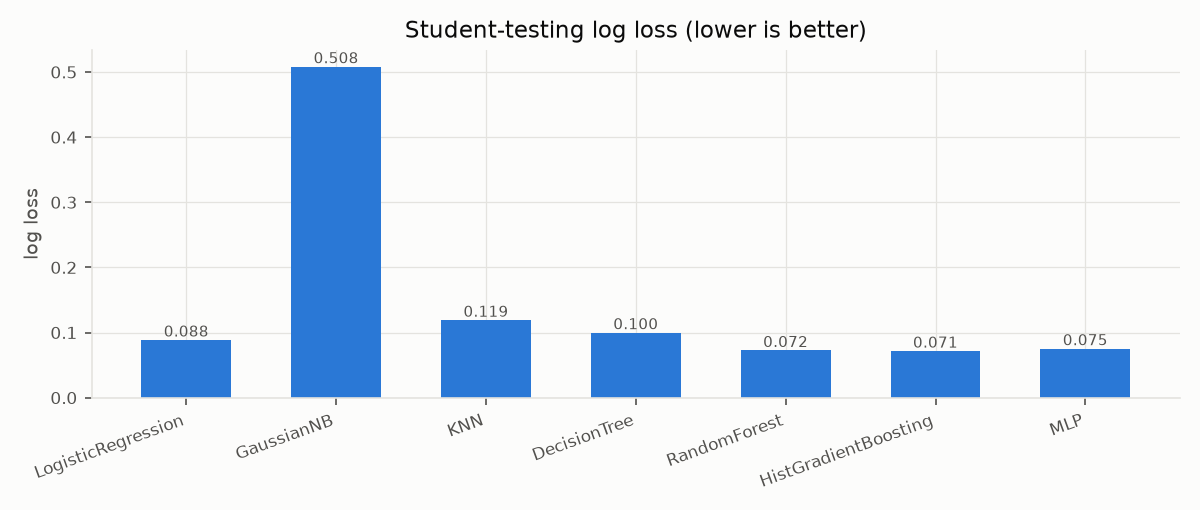 Student-testing log loss (lower is better)
log loss
0.5
0.4
0.3
0.2
0.1
0.0
0.088
0.508
0.119
0.100
0.072
0.071
0.075
LogisticRegression
GaussianNB
KNN
DecisionTree
RandomForest
HistGradientBoosting
MLP